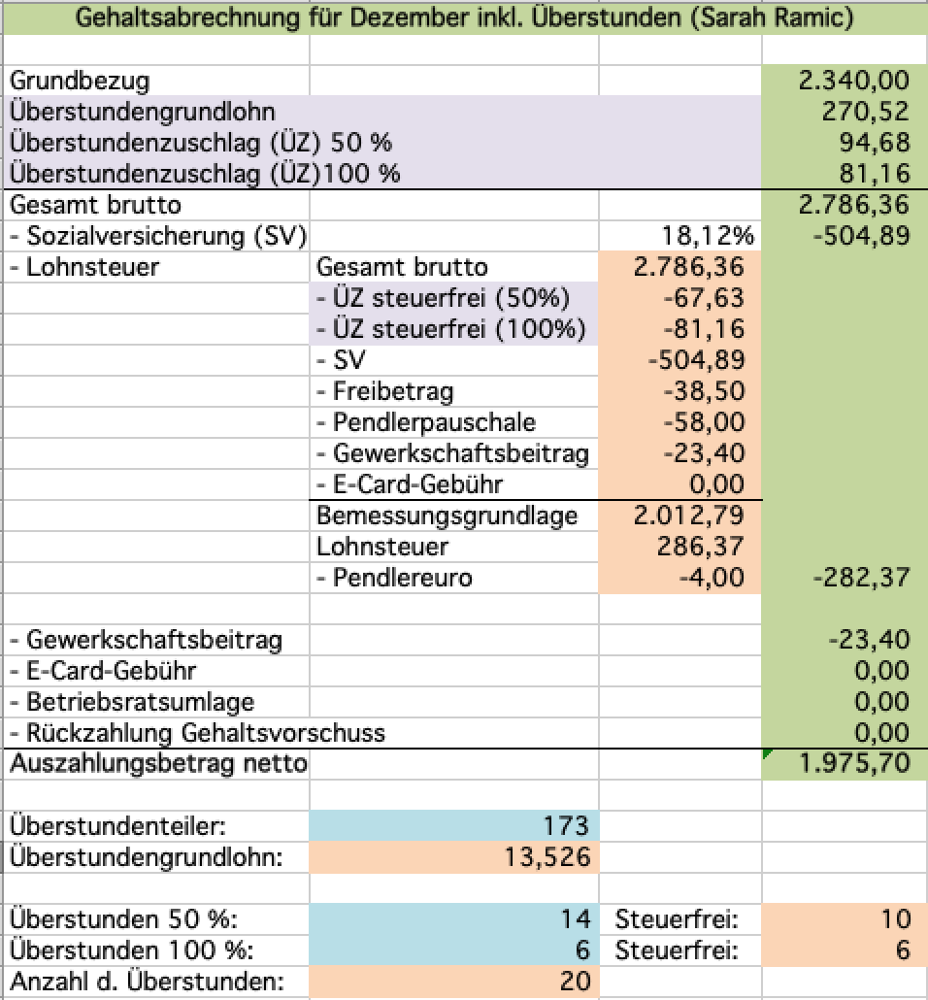 Gehaltsabrechnung für Dezember inkl. Überstunden (Sarah Ramic)
Grundbezug 2.340,00
Überstundengrundlohn 270,52
Überstundenzuschlag (ÜZ) 50 % 94,68
Überstundenzuschlag (ÜZ)100 % 81,16
Gesamt brutto 2.786,36
- Sozialversicherung (SV) 18,12% -504,89
- Lohnsteuer Gesamt brutto 2.786,36
- ÜZ steuerfrei (50%) -67,63
- ÜZ steuerfrei (100%) -81,16
- SV -504,89
- Freibetrag -38,50
- Pendlerpauschale -58,00
- Gewerkschaftsbeitrag -23,40
- E-Card-Gebühr 0,00
Bemessungsgrundlage 2.012,79
Lohnsteuer 286,37
- Pendlereuro -4,00 -282,37
- Gewerkschaftsbeitrag -23,40
- E-Card-Gebühr 0,00
- Betriebsratsumlage 0,00
- Rückzahlung Gehaltsvorschuss 0,00
Auszahlungsbetrag netto 1.975,70
Überstundenteiler: 173
Überstundengrundlohn: 13,526
Überstunden 50 %: 14 Steuerfrei: 10
Überstunden 100 %: 6 Steuerfrei: 6
Anzahl d. Überstunden: 20